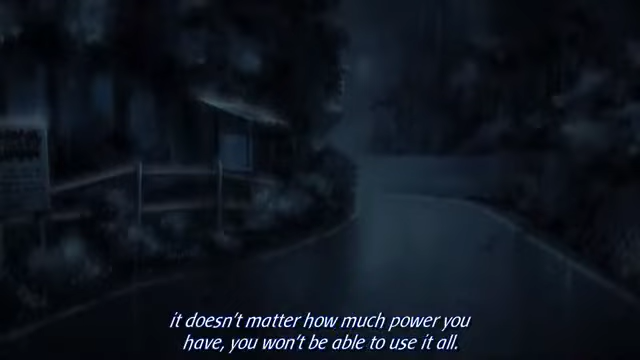 it doesn't matter how much power you
have, you won't be able to use it all.